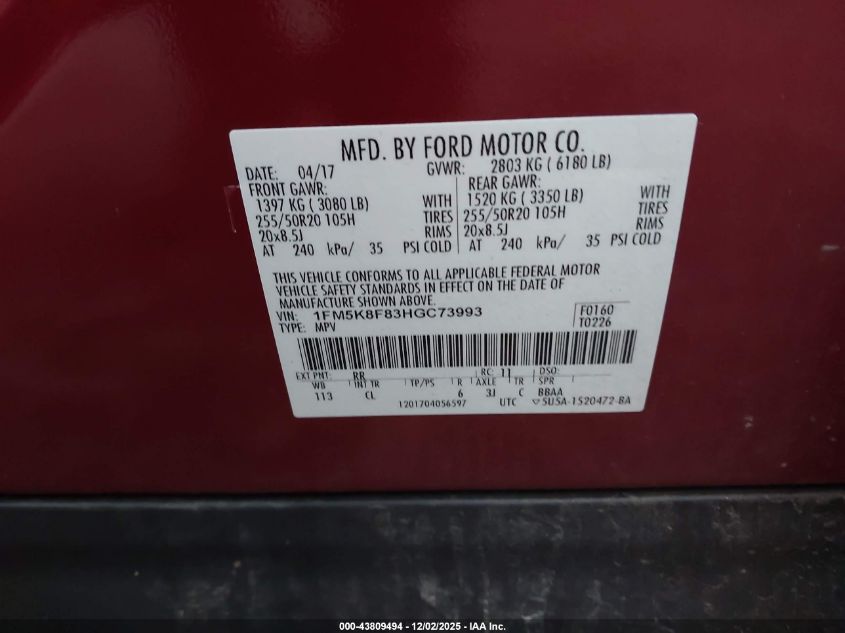 MFD. BY FORD MOTOR CO.
DATE: 04/17 GVWR: 2803 KG ( 6180 LB)
FRONT GAWR: REAR GAWR:
1397 KG ( 3080 LB) WITH 1520 KG ( 3350 LB) WITH
255/50R20 105H TIRES 255/50R20 105H TIRES
20x8.5J RIMS 20x8.5J RIMS
AT 240 kPa/ 35 PSI COLD AT 240 kPa/ 35 PSI COLD
THIS VEHICLE CONFORMS TO ALL APPLICABLE FEDERAL MOTOR
VEHICLE SAFETY STANDARDS IN EFFECT ON THE DATE OF
MANUFACTURE SHOWN ABOVE.
VIN: 1FM5K8F83HGC73993 F0160
TYPE: MPV T0226
EXT PNT: RR RC: 11 DSO:
WB INT TR TP/PS R AXLE TR SPR
113 CL 6 3J C BBAA
1201704056597 UTC ▽5U5A-1520472-BA
000-43809494 - 12/02/2025 - IAA Inc.